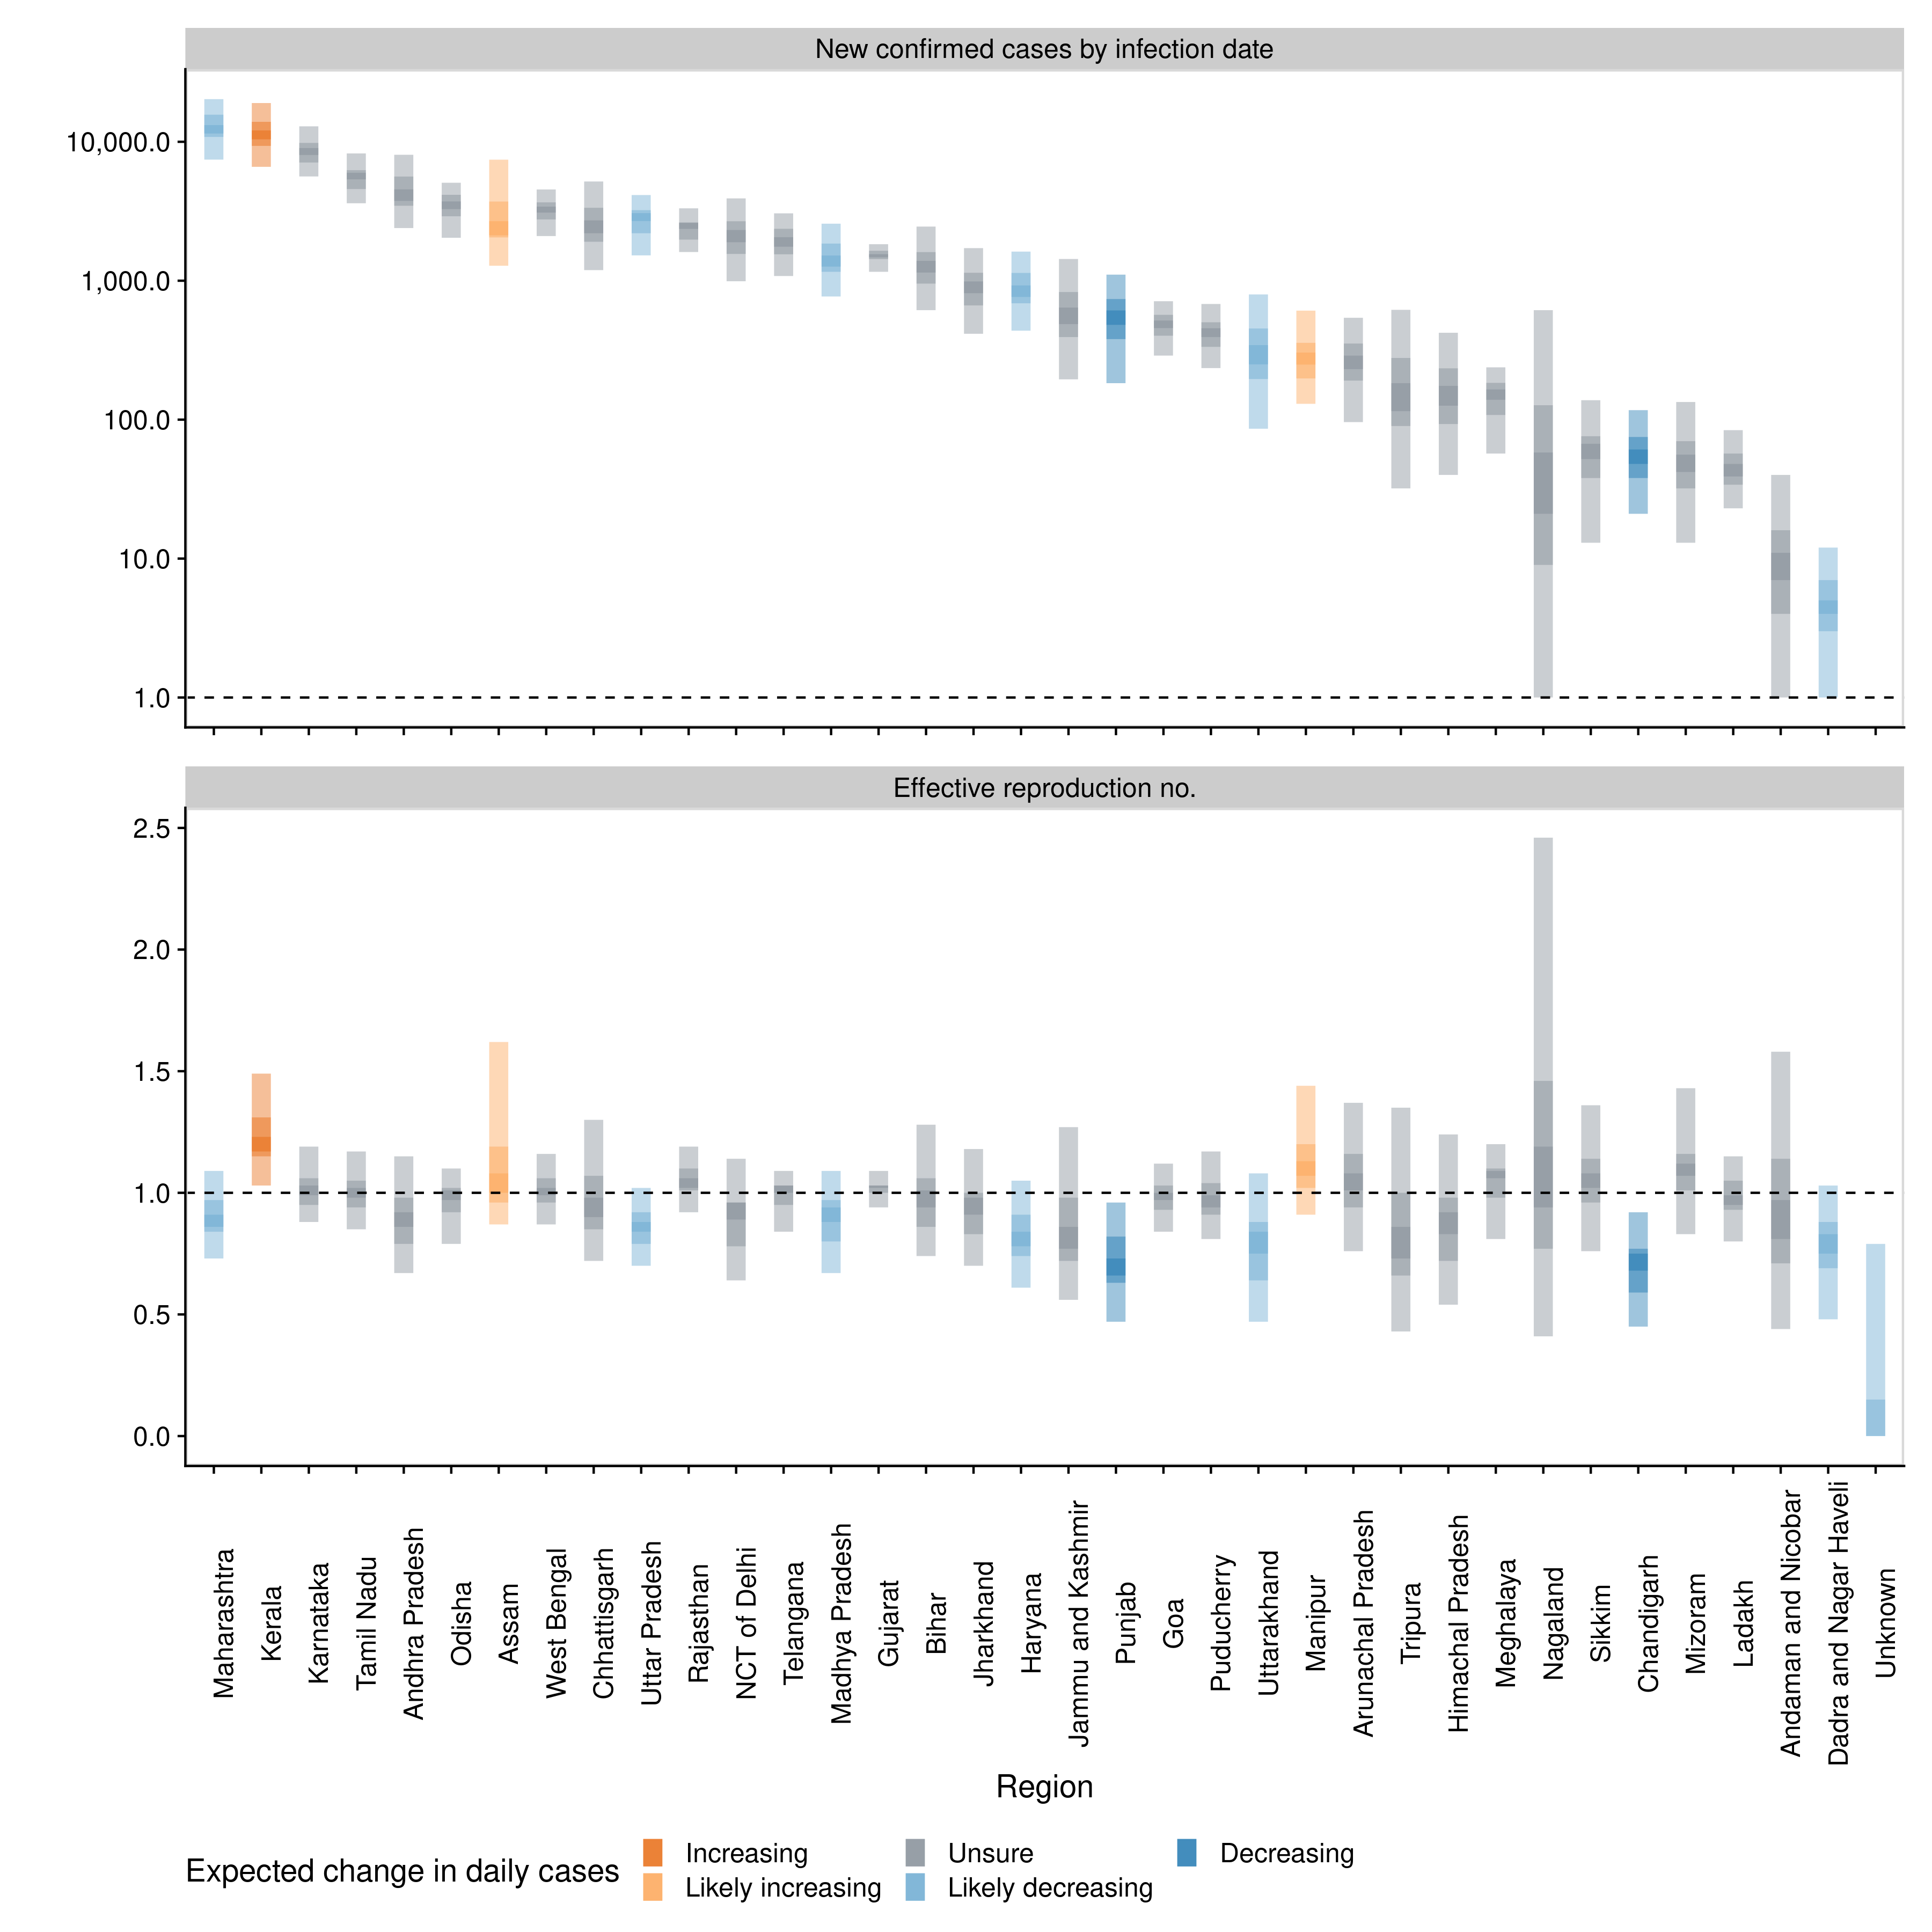 New confirmed cases by infection date
10,000.0
1,000.0
100.0
10.0
1.0
Effective reproduction no.
2.5
2.0
1.5
1.0
0.5
0.0
Maharashtra
Kerala
Karnataka
Tamil Nadu
Andhra Pradesh
Odisha
Assam
West Bengal
Chhattisgarh
Uttar Pradesh
Rajasthan
NCT of Delhi
Telangana
Madhya Pradesh
Gujarat
Bihar
Jharkhand
Haryana
Jammu and Kashmir
Punjab
Goa
Puducherry
Uttarakhand
Manipur
Arunachal Pradesh
Tripura
Himachal Pradesh
Meghalaya
Nagaland
Sikkim
Chandigarh
Mizoram
Ladakh
Andaman and Nicobar
Dadra and Nagar Haveli
Unknown
Region
Expected change in daily cases
Increasing
Unsure
Decreasing
Likely increasing
Likely decreasing